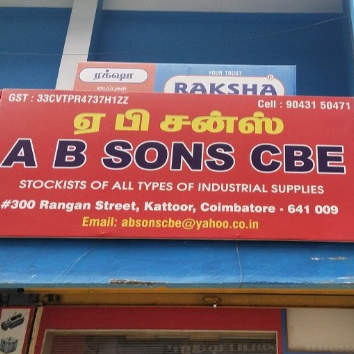 ரக்ஷா
பைப்புகள்
YOUR TRUST
RAKSHA
GST : 33CVTPR4737H1ZZ
Cell : 90431 50471
ஏ பி சன்ஸ்
A B SONS CBE
STOCKISTS OF ALL TYPES OF INDUSTRIAL SUPPLIES
#300 Rangan Street, Kattoor, Coimbatore - 641 009
Email: absonscbe@yahoo.co.in